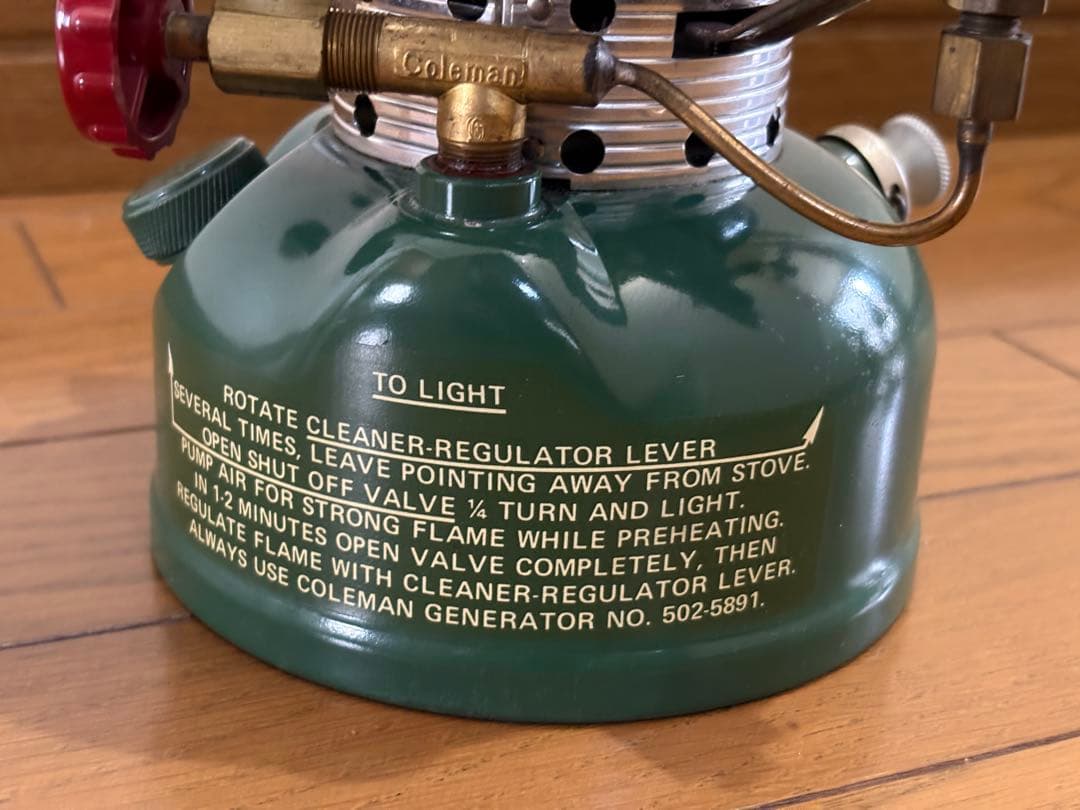 Coleman
TO LIGHT
ROTATE CLEANER-REGULATOR LEVER
SEVERAL TIMES, LEAVE POINTING AWAY FROM STOVE.
OPEN SHUT OFF VALVE ¼ TURN AND LIGHT.
PUMP AIR FOR STRONG FLAME WHILE PREHEATING.
IN 1-2 MINUTES OPEN VALVE COMPLETELY, THEN
REGULATE FLAME WITH CLEANER-REGULATOR LEVER.
ALWAYS USE COLEMAN GENERATOR NO. 502-5891.